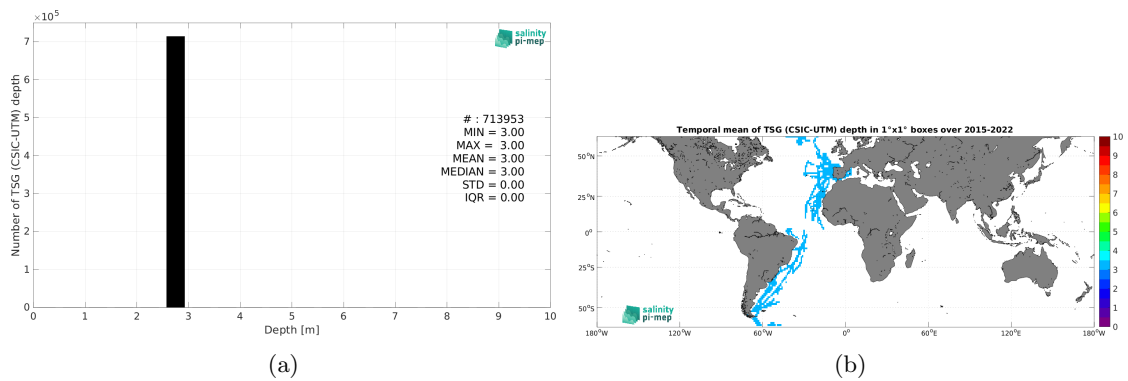 ×10⁵
7
6
5
4
3
2
1
0
Number of TSG (CSIC-UTM) depth
salinity
pi-mep
# : 713953
MIN = 3.00
MAX = 3.00
MEAN = 3.00
MEDIAN = 3.00
STD = 0.00
IQR = 0.00
0 1 2 3 4 5 6 7 8 9 10
Depth [m]
(a)
Temporal mean of TSG (CSIC-UTM) depth in 1°x1° boxes over 2015-2022
50°N
25°N
0°
25°S
50°S
salinity
pi-mep
180°W 120°W 60°W 0° 60°E 120°E 180°W
10
9
8
7
6
5
4
3
2
1
0
(b)